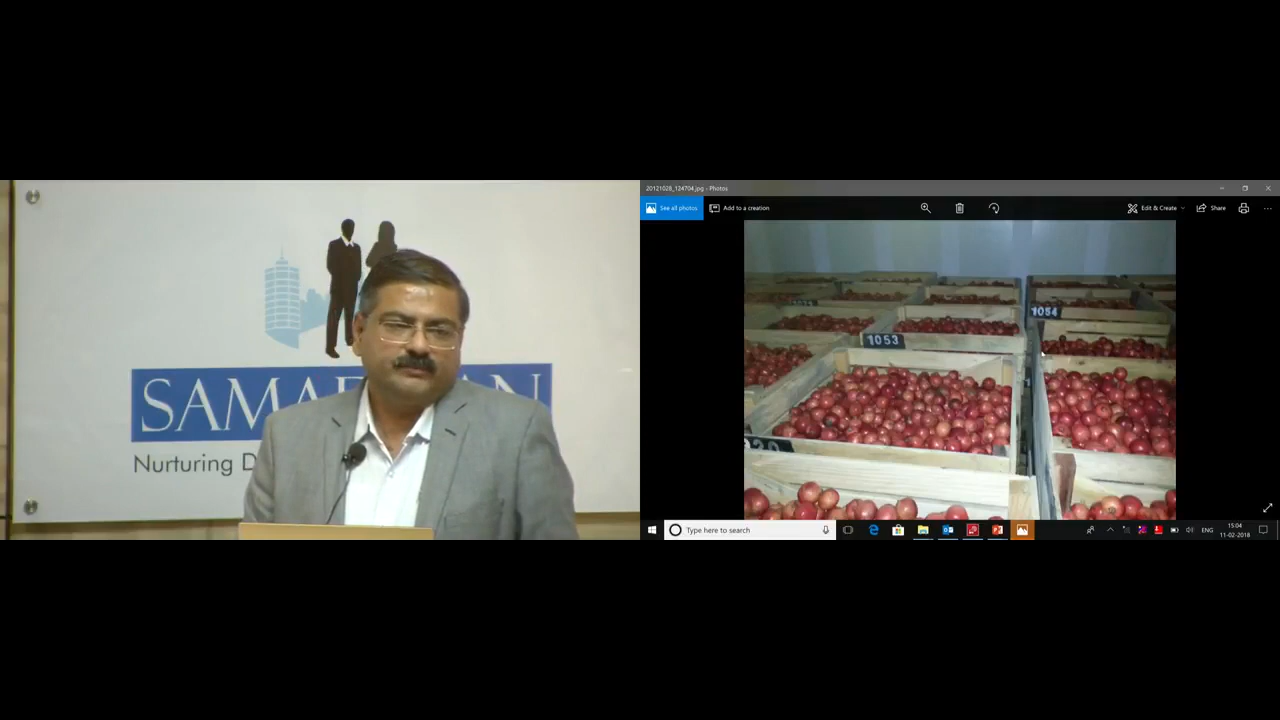 Nurturing
20121028_124704.jpg - Photos
See all photos
Add to a creation
Edit & Create
Share
1054
1053
Type here to search
ENG
15:04
11-02-2018